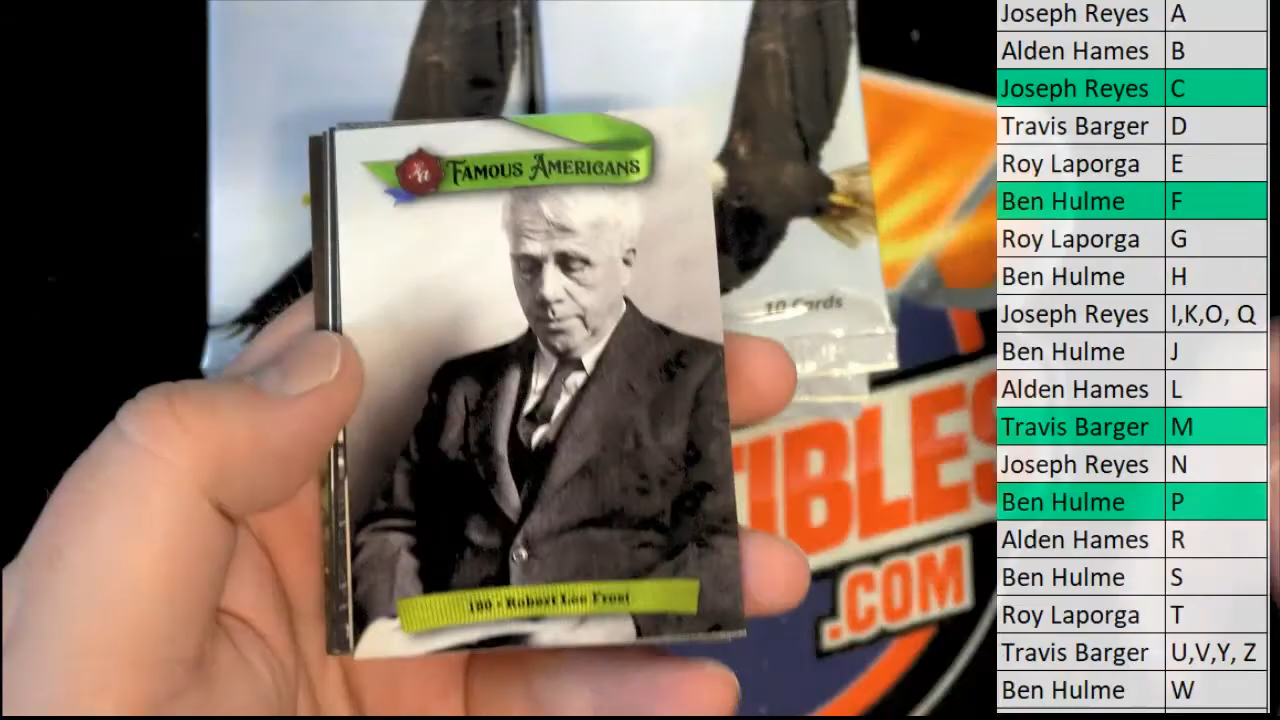 FAMOUS AMERICANS
180 - Robert Lee Frost
10 Cards
IBLES
.COM
Joseph Reyes A
Alden Hames B
Joseph Reyes C
Travis Barger D
Roy Laporga E
Ben Hulme F
Roy Laporga G
Ben Hulme H
Joseph Reyes I,K,O, Q
Ben Hulme J
Alden Hames L
Travis Barger M
Joseph Reyes N
Ben Hulme P
Alden Hames R
Ben Hulme S
Roy Laporga T
Travis Barger U,V,Y, Z
Ben Hulme W